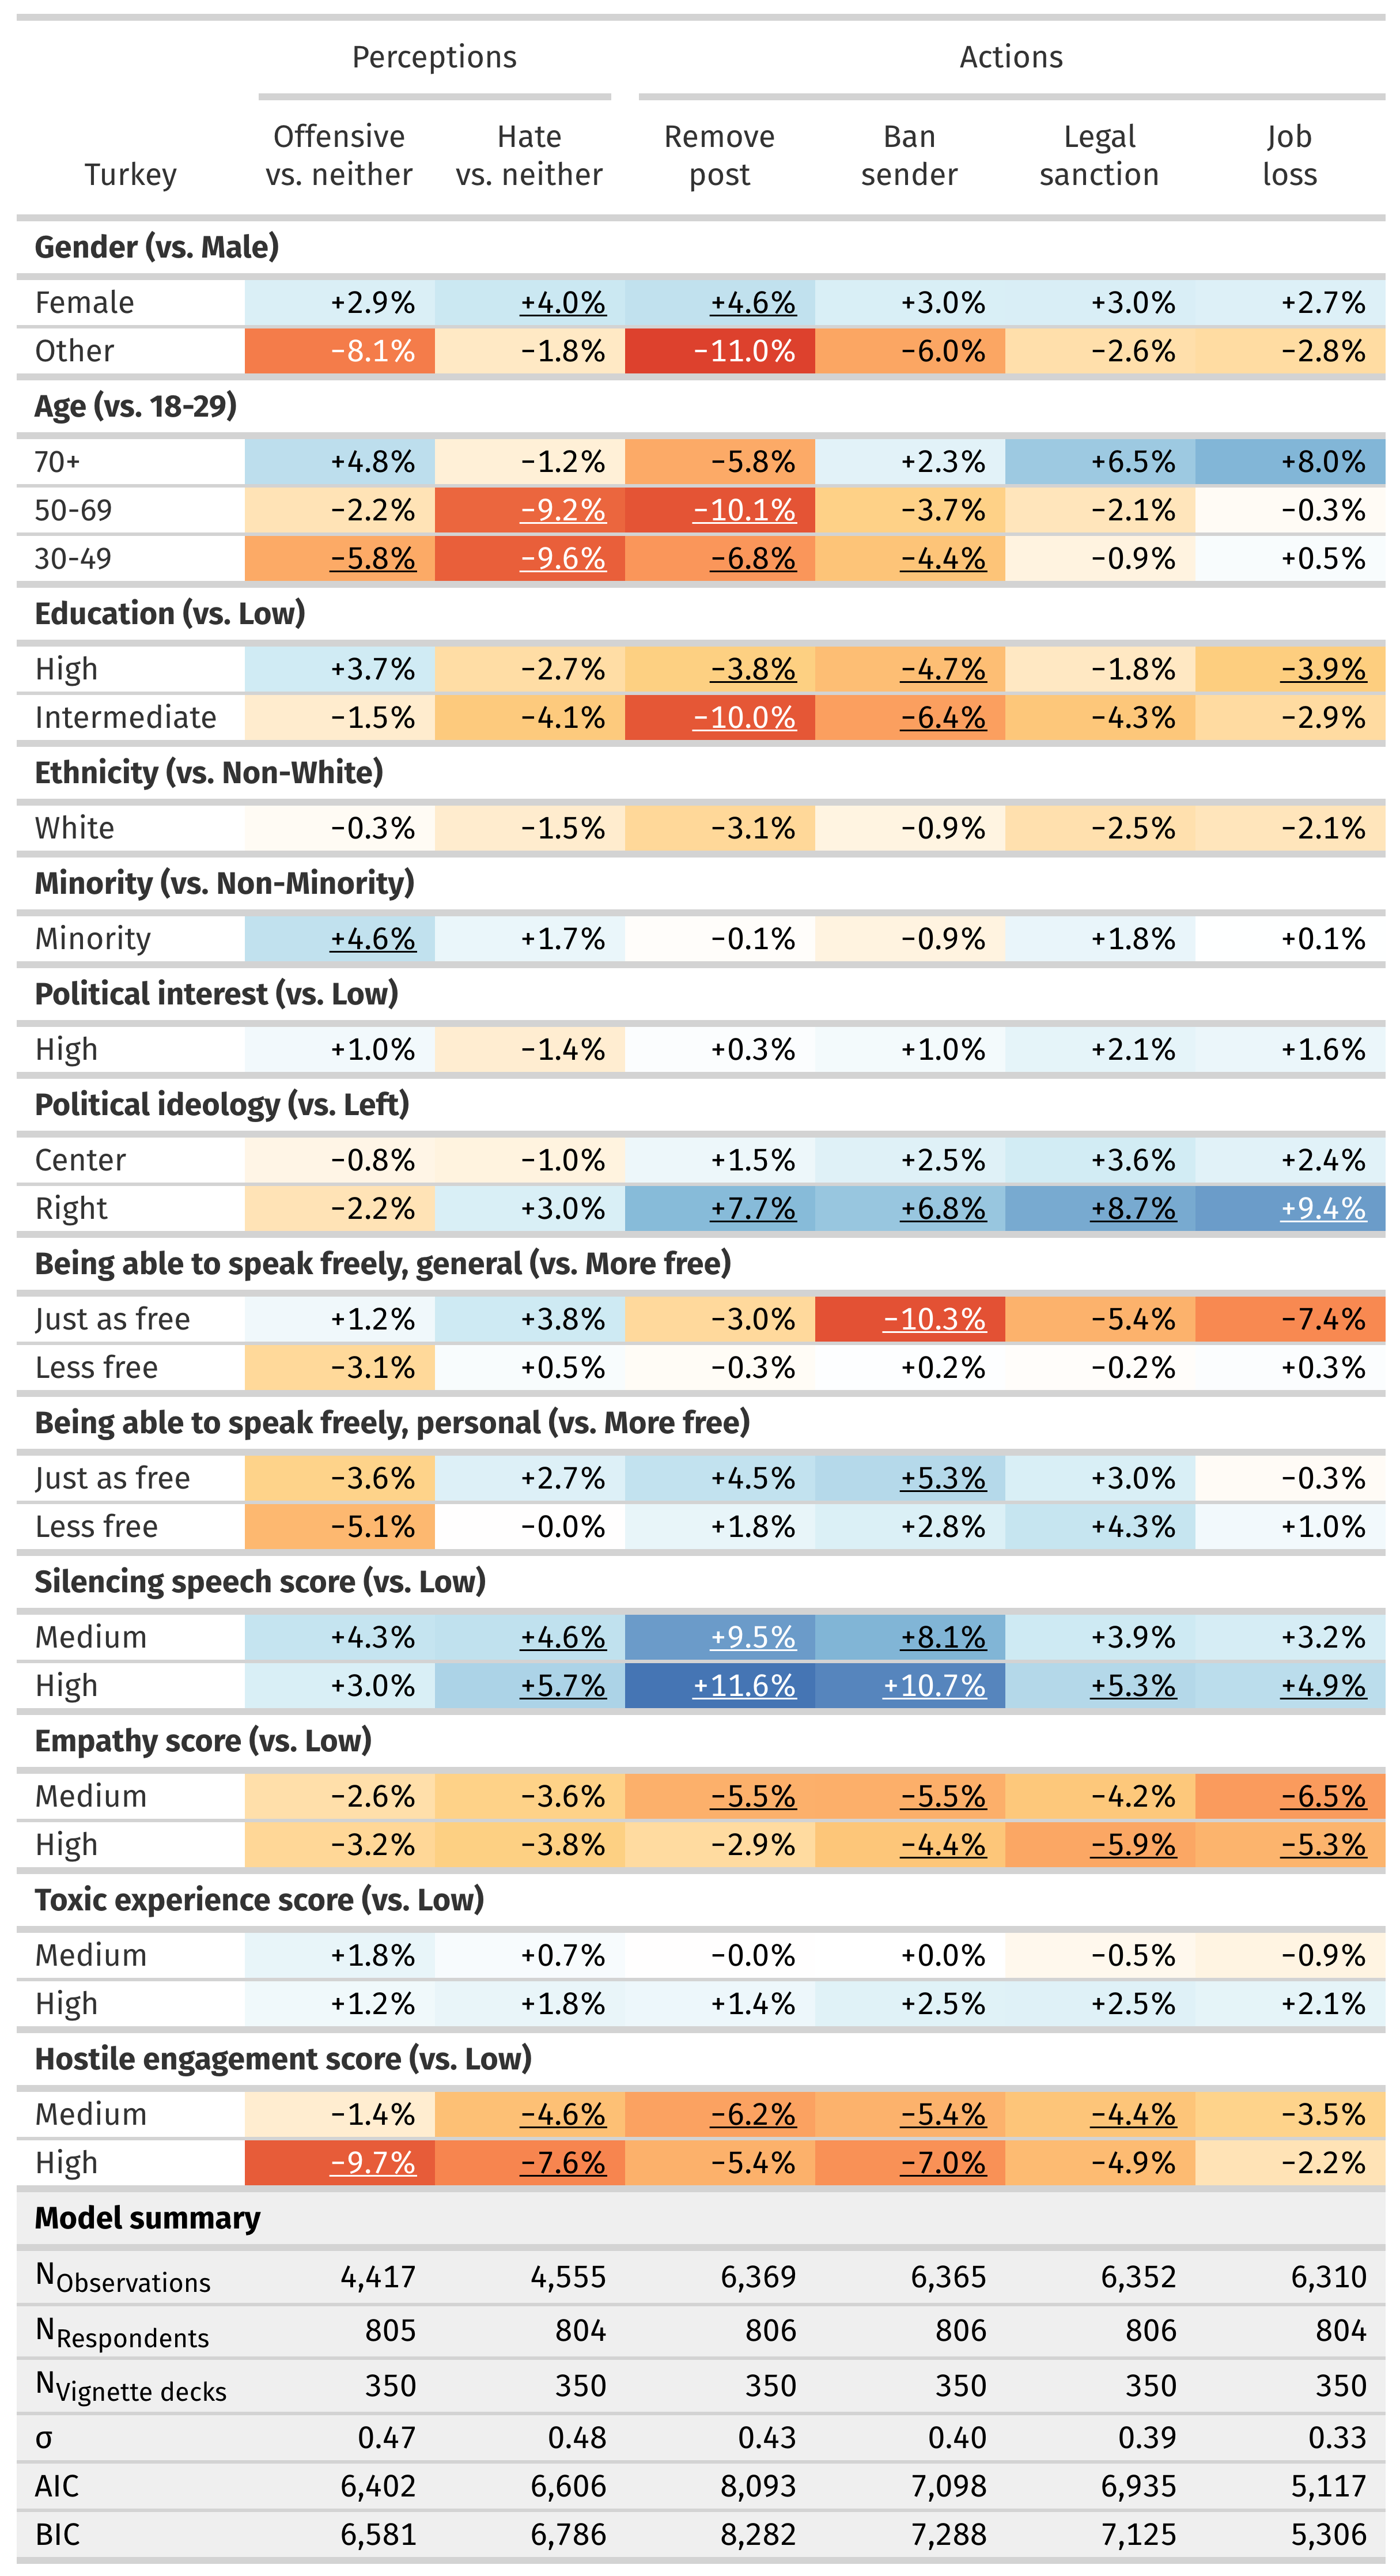 Perceptions Actions
Offensive Hate Remove Ban Legal Job
Turkey vs. neither vs. neither post sender sanction loss
Gender (vs. Male)
Female +2.9% +4.0% +4.6% +3.0% +3.0% +2.7%
Other −8.1% −1.8% −11.0% −6.0% −2.6% −2.8%
Age (vs. 18-29)
70+ +4.8% −1.2% −5.8% +2.3% +6.5% +8.0%
50-69 −2.2% −9.2% −10.1% −3.7% −2.1% −0.3%
30-49 −5.8% −9.6% −6.8% −4.4% −0.9% +0.5%
Education (vs. Low)
High +3.7% −2.7% −3.8% −4.7% −1.8% −3.9%
Intermediate −1.5% −4.1% −10.0% −6.4% −4.3% −2.9%
Ethnicity (vs. Non-White)
White −0.3% −1.5% −3.1% −0.9% −2.5% −2.1%
Minority (vs. Non-Minority)
Minority +4.6% +1.7% −0.1% −0.9% +1.8% +0.1%
Political interest (vs. Low)
High +1.0% −1.4% +0.3% +1.0% +2.1% +1.6%
Political ideology (vs. Left)
Center −0.8% −1.0% +1.5% +2.5% +3.6% +2.4%
Right −2.2% +3.0% +7.7% +6.8% +8.7% +9.4%
Being able to speak freely, general (vs. More free)
Just as free +1.2% +3.8% −3.0% −10.3% −5.4% −7.4%
Less free −3.1% +0.5% −0.3% +0.2% −0.2% +0.3%
Being able to speak freely, personal (vs. More free)
Just as free −3.6% +2.7% +4.5% +5.3% +3.0% −0.3%
Less free −5.1% −0.0% +1.8% +2.8% +4.3% +1.0%
Silencing speech score (vs. Low)
Medium +4.3% +4.6% +9.5% +8.1% +3.9% +3.2%
High +3.0% +5.7% +11.6% +10.7% +5.3% +4.9%
Empathy score (vs. Low)
Medium −2.6% −3.6% −5.5% −5.5% −4.2% −6.5%
High −3.2% −3.8% −2.9% −4.4% −5.9% −5.3%
Toxic experience score (vs. Low)
Medium +1.8% +0.7% −0.0% +0.0% −0.5% −0.9%
High +1.2% +1.8% +1.4% +2.5% +2.5% +2.1%
Hostile engagement score (vs. Low)
Medium −1.4% −4.6% −6.2% −5.4% −4.4% −3.5%
High −9.7% −7.6% −5.4% −7.0% −4.9% −2.2%
Model summary
NObservations 4,417 4,555 6,369 6,365 6,352 6,310
NRespondents 805 804 806 806 806 804
NVignette decks 350 350 350 350 350 350
σ 0.47 0.48 0.43 0.40 0.39 0.33
AIC 6,402 6,606 8,093 7,098 6,935 5,117
BIC 6,581 6,786 8,282 7,288 7,125 5,306